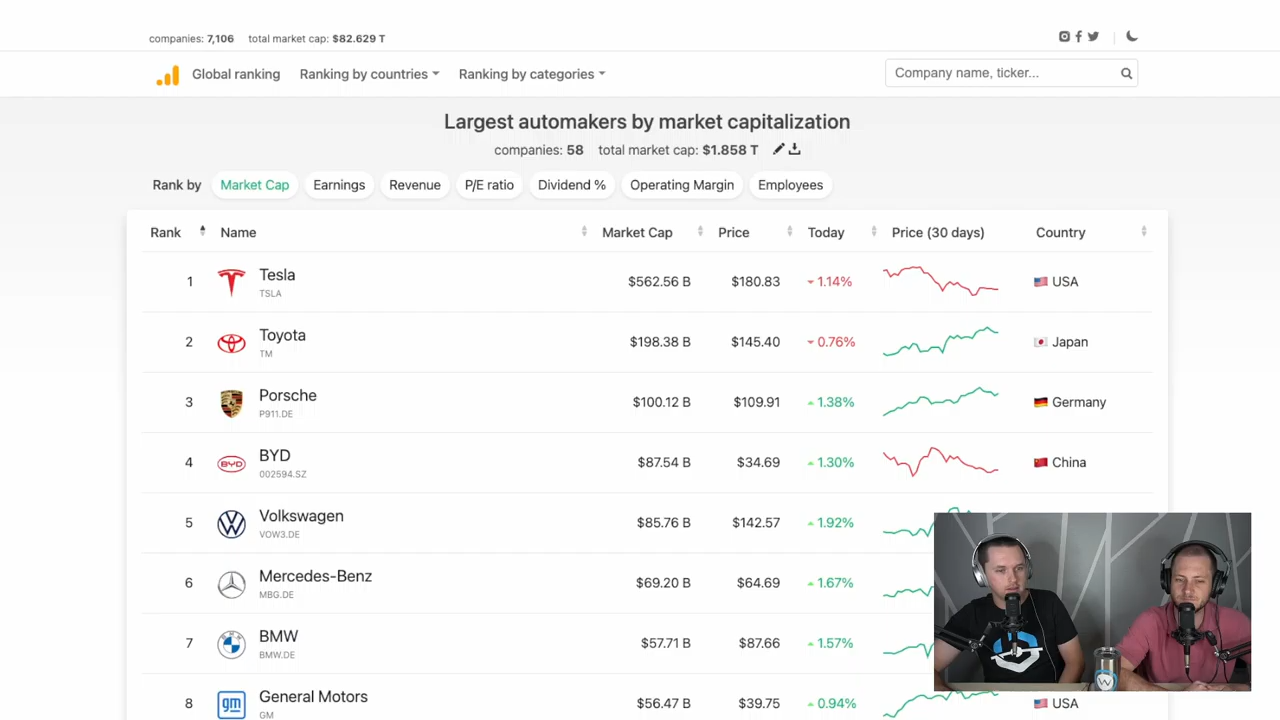 companies: 7,106 total market cap: $82.629 T
Global ranking Ranking by countries Ranking by categories Company name, ticker...
Largest automakers by market capitalization
companies: 58 total market cap: $1.858 T
Rank by Market Cap Earnings Revenue P/E ratio Dividend % Operating Margin Employees
Rank Name Market Cap Price Today Price (30 days) Country
1 Tesla $562.56 B $180.83 1.14% USA
TSLA
2 Toyota $198.38 B $145.40 0.76% Japan
TM
3 Porsche $100.12 B $109.91 1.38% Germany
P911.DE
4 BYD $87.54 B $34.69 1.30% China
BYD
002594.SZ
5 Volkswagen $85.76 B $142.57 1.92%
VOW3.DE
6 Mercedes-Benz $69.20 B $64.69 1.67%
MBG.DE
7 BMW $57.71 B $87.66 1.57%
BMW.DE
8 General Motors $56.47 B $39.75 0.94% USA
gm
GM
W